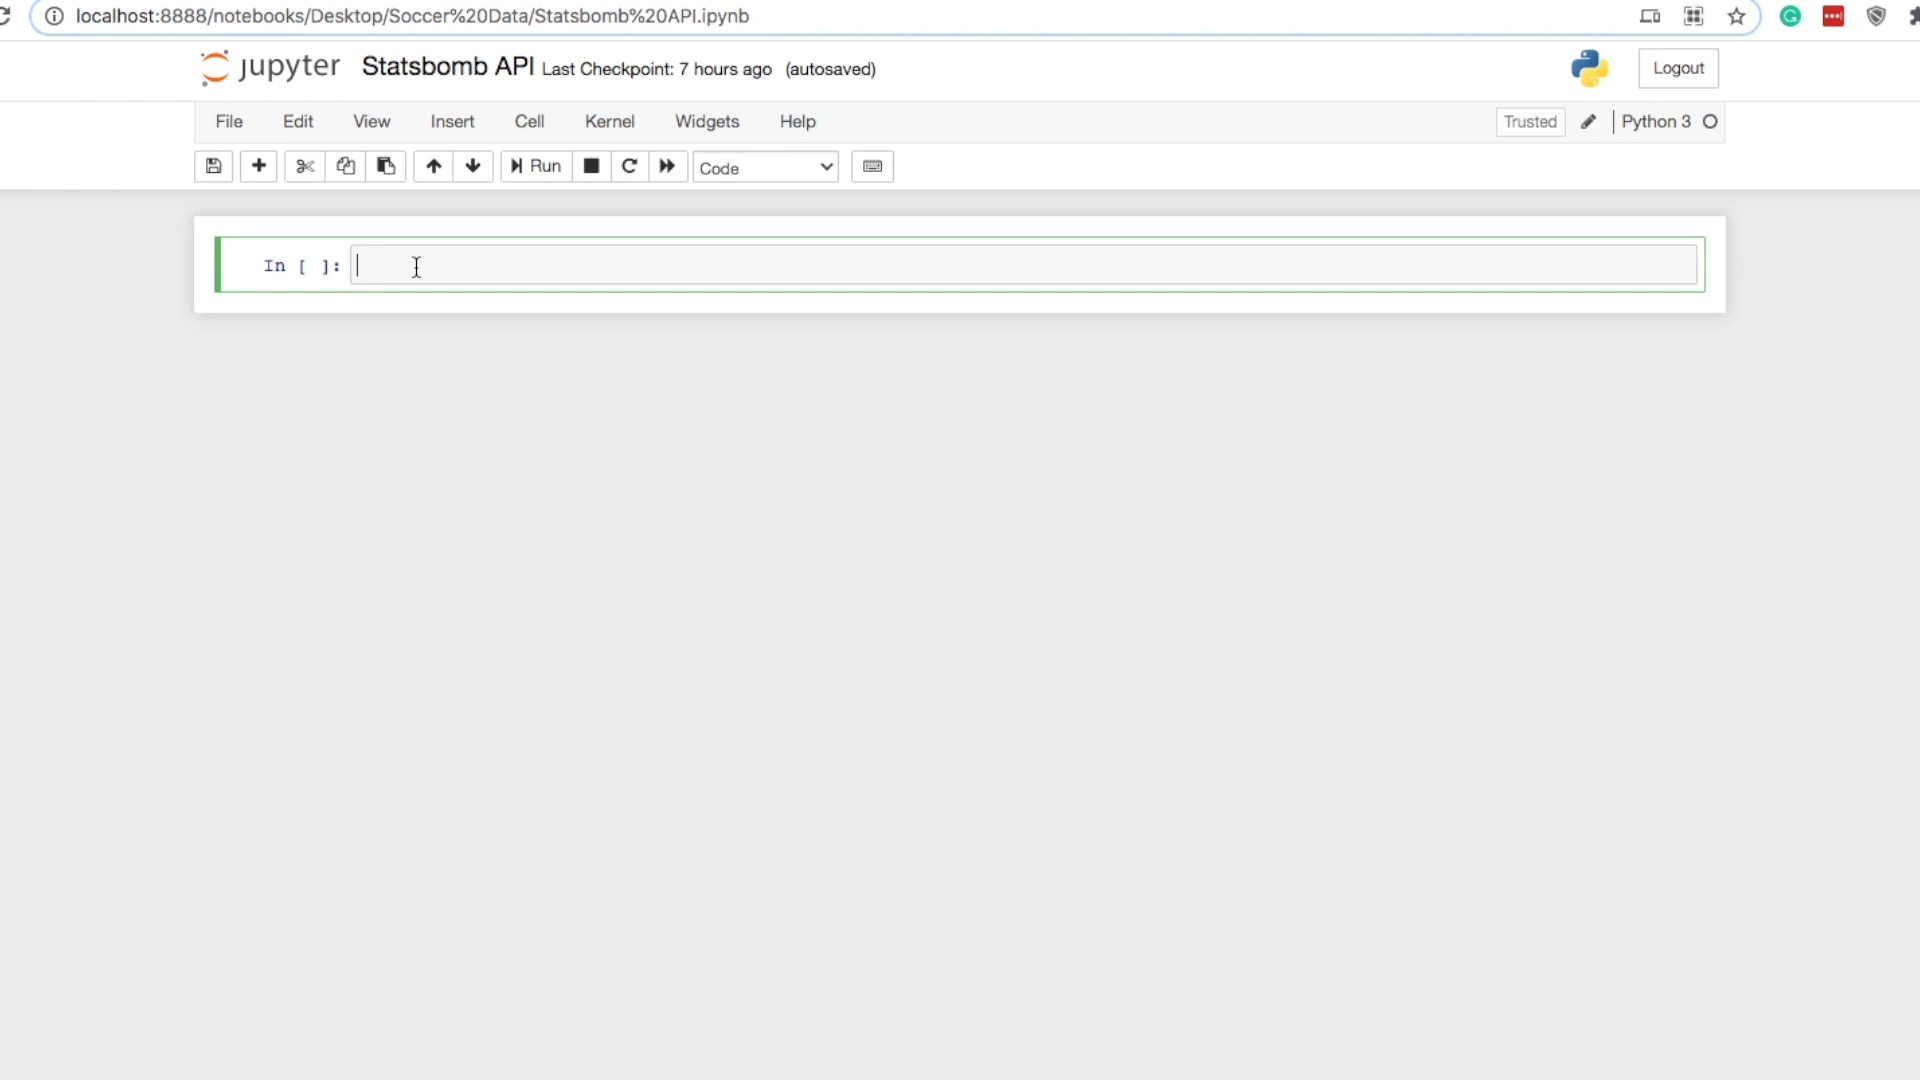 localhost:8888/notebooks/Desktop/Soccer%20Data/Statsbomb%20API.ipynb
jupyter Statsbomb API Last Checkpoint: 7 hours ago (autosaved) Logout
File Edit View Insert Cell Kernel Widgets Help Trusted Python 3
Run Code
In [ ]: